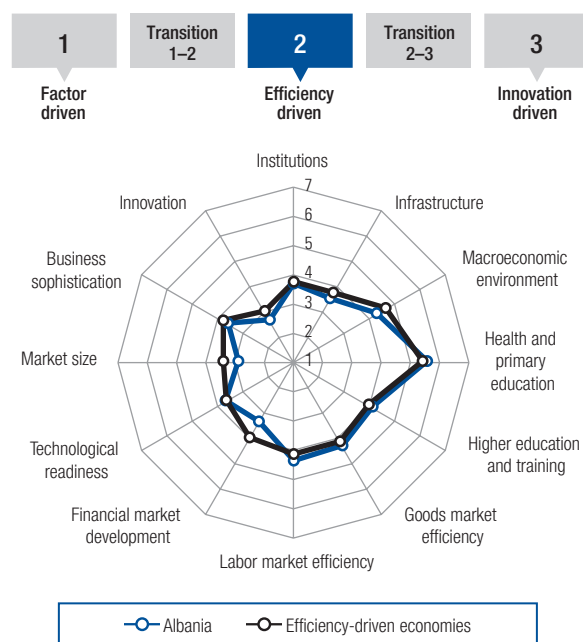 1
Transition
1–2
2
Transition
2–3
3
Factor
driven
Efficiency
driven
Innovation
driven
Institutions
Infrastructure
Macroeconomic
environment
Health and
primary
education
Higher education
and training
Goods market
efficiency
Labor market efficiency
Financial market
development
Technological
readiness
Market size
Business
sophistication
Innovation
7
6
5
4
3
2
1
Albania
Efficiency-driven economies